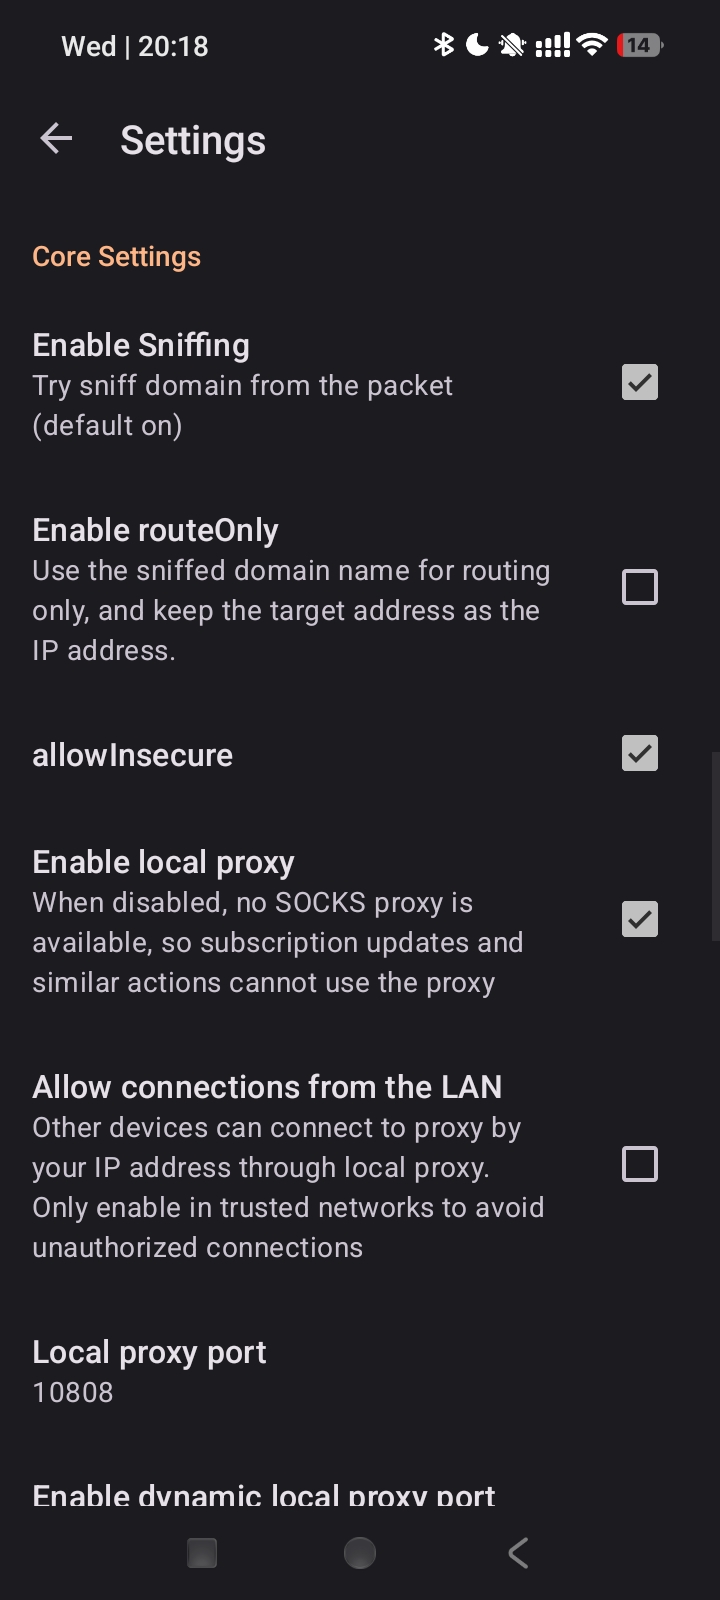 Wed | 20:18
14
Settings
Core Settings
Enable Sniffing
Try sniff domain from the packet
(default on)
Enable routeOnly
Use the sniffed domain name for routing
only, and keep the target address as the
IP address.
allowInsecure
Enable local proxy
When disabled, no SOCKS proxy is
available, so subscription updates and
similar actions cannot use the proxy
Allow connections from the LAN
Other devices can connect to proxy by
your IP address through local proxy.
Only enable in trusted networks to avoid
unauthorized connections
Local proxy port
10808
Enable dynamic local proxy port